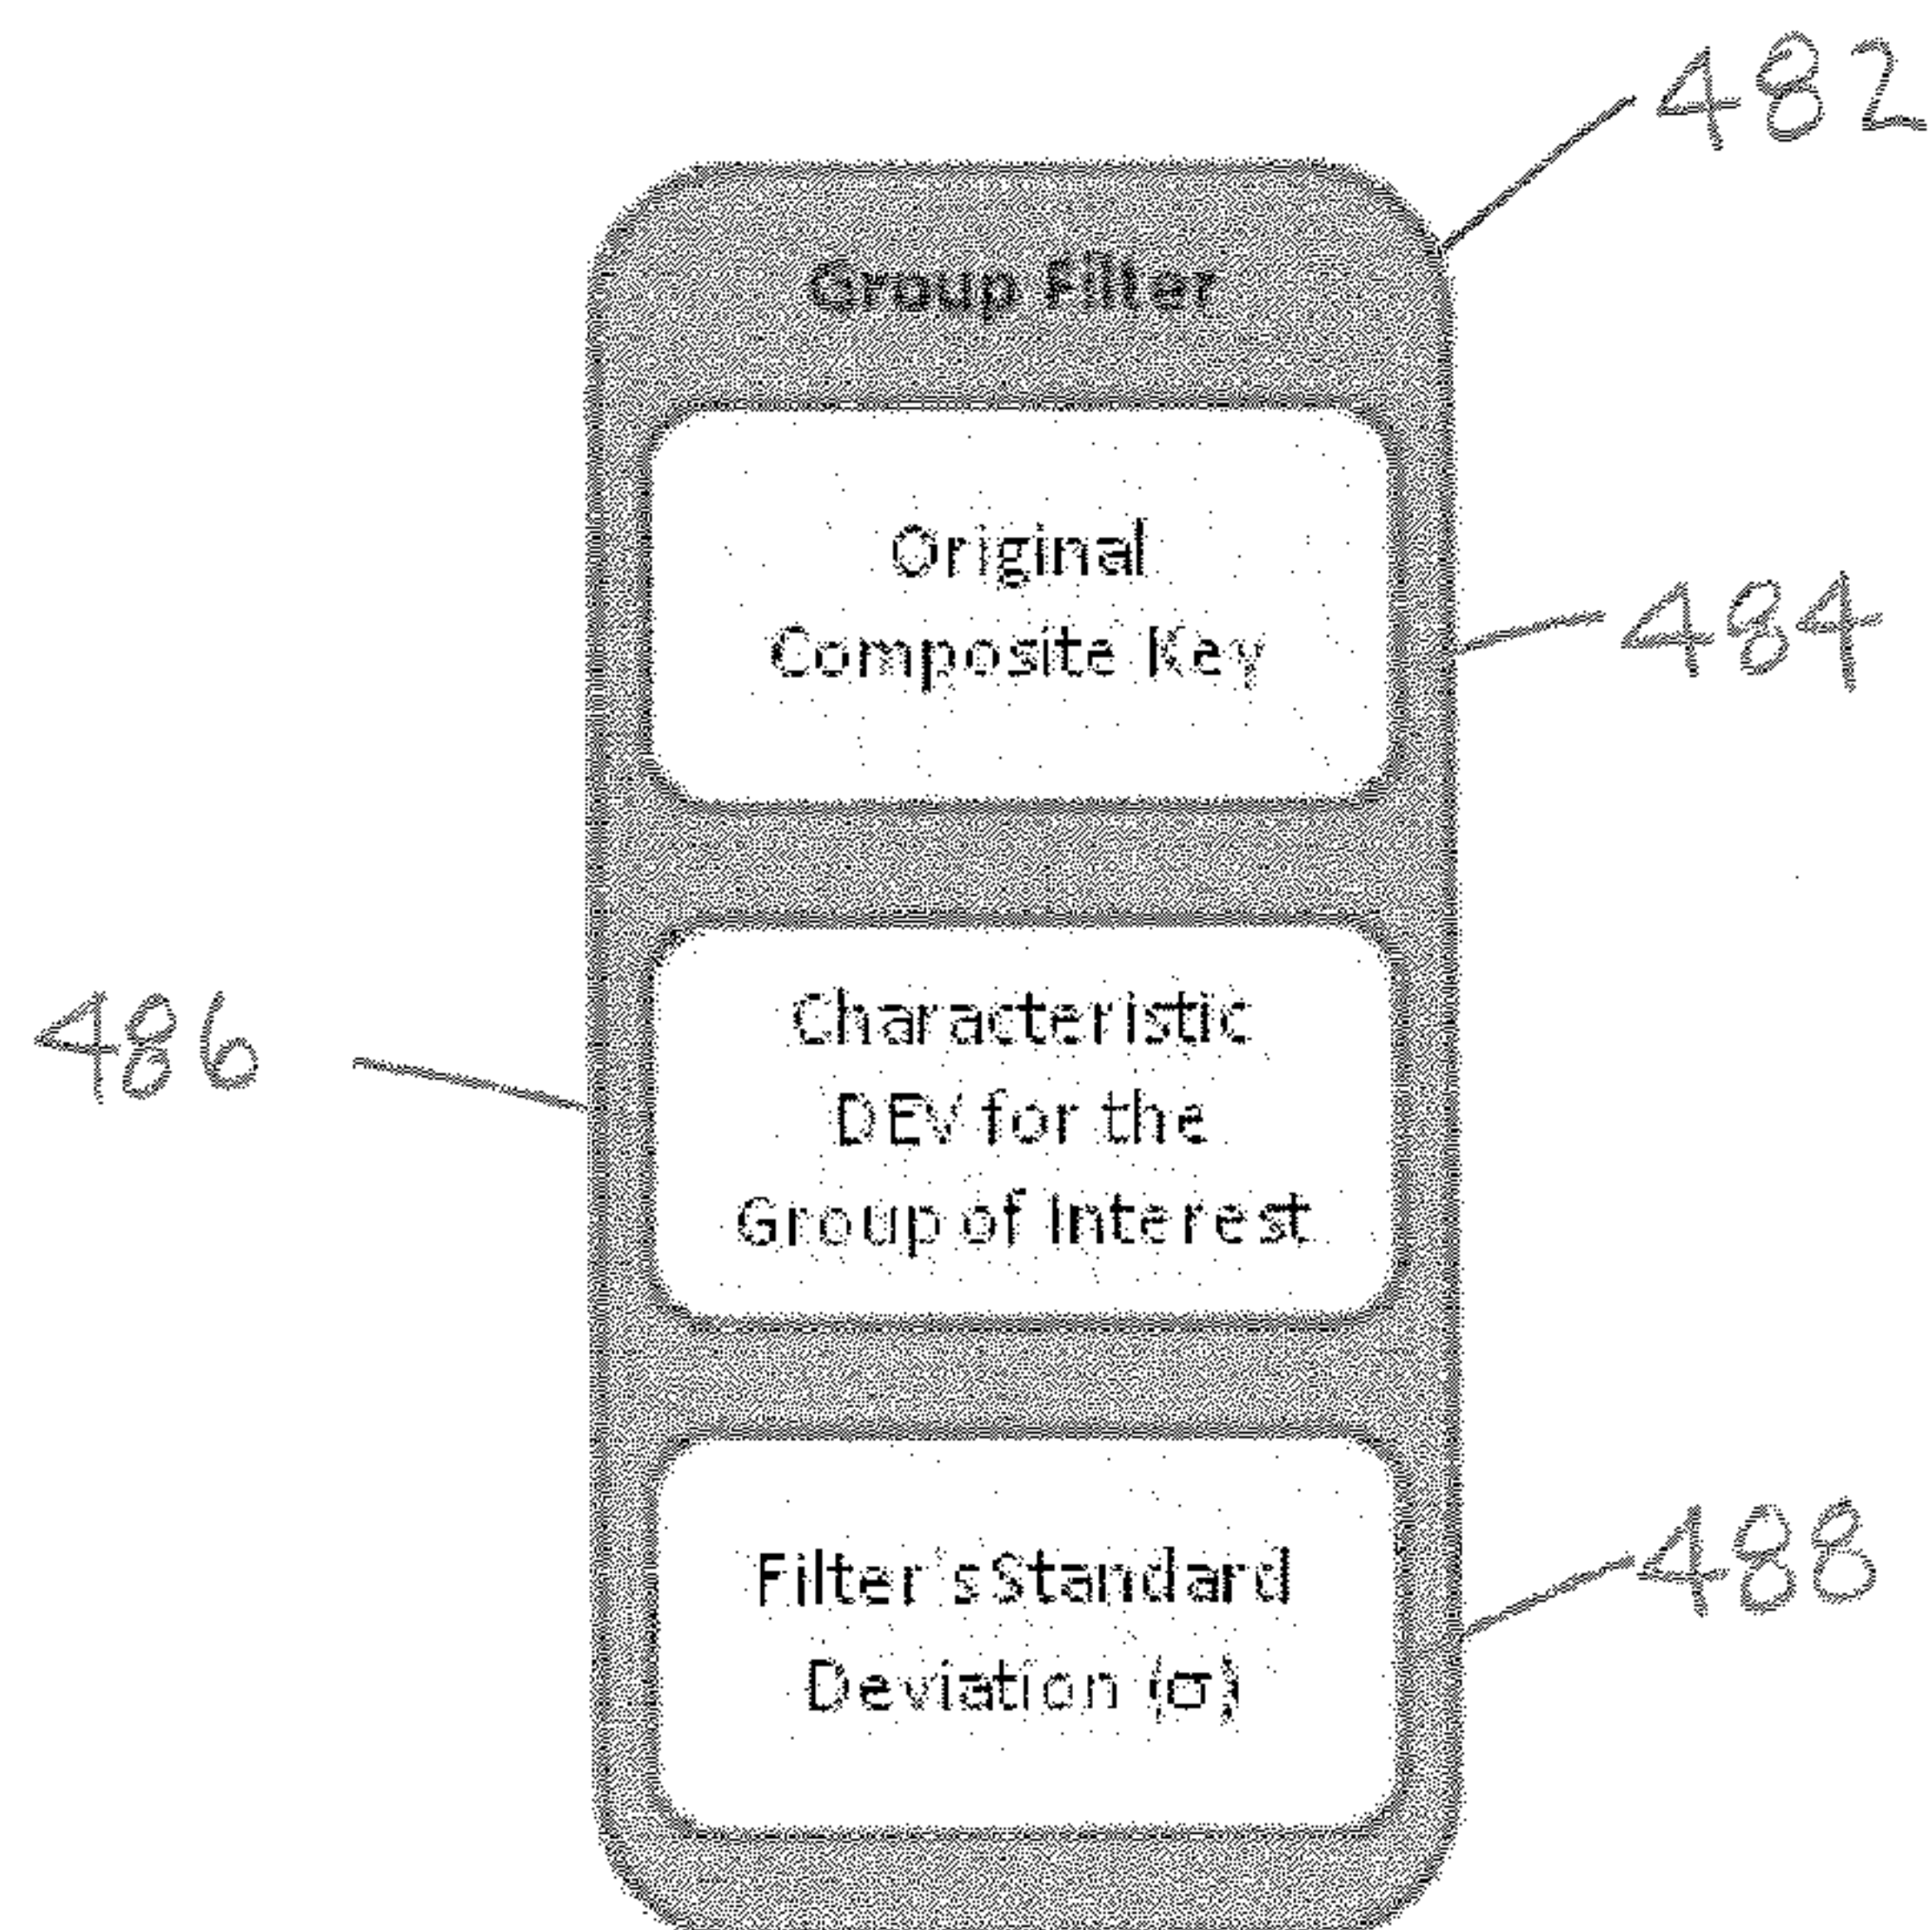 482
Group Filter
Original
Composite Key
484
486
Characteristic
DEV for the
Group of Interest
Filter's Standard
Deviation (σ)
488